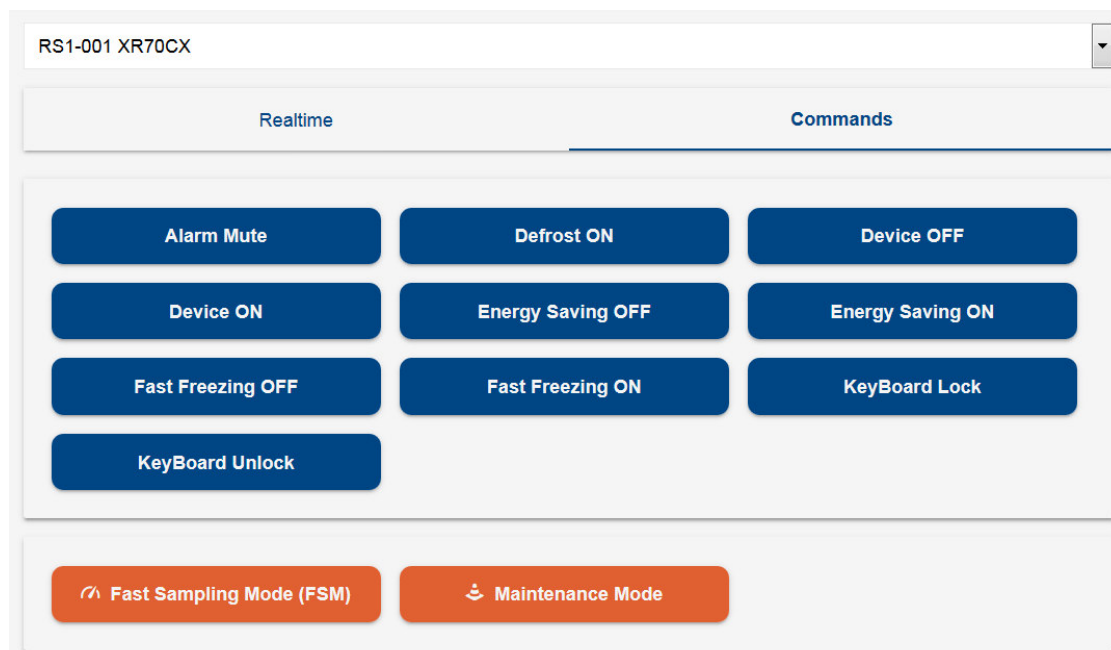 RS1-001 XR70CX
Realtime
Commands
Alarm Mute
Defrost ON
Device OFF
Device ON
Energy Saving OFF
Energy Saving ON
Fast Freezing OFF
Fast Freezing ON
KeyBoard Lock
KeyBoard Unlock
Fast Sampling Mode (FSM)
Maintenance Mode